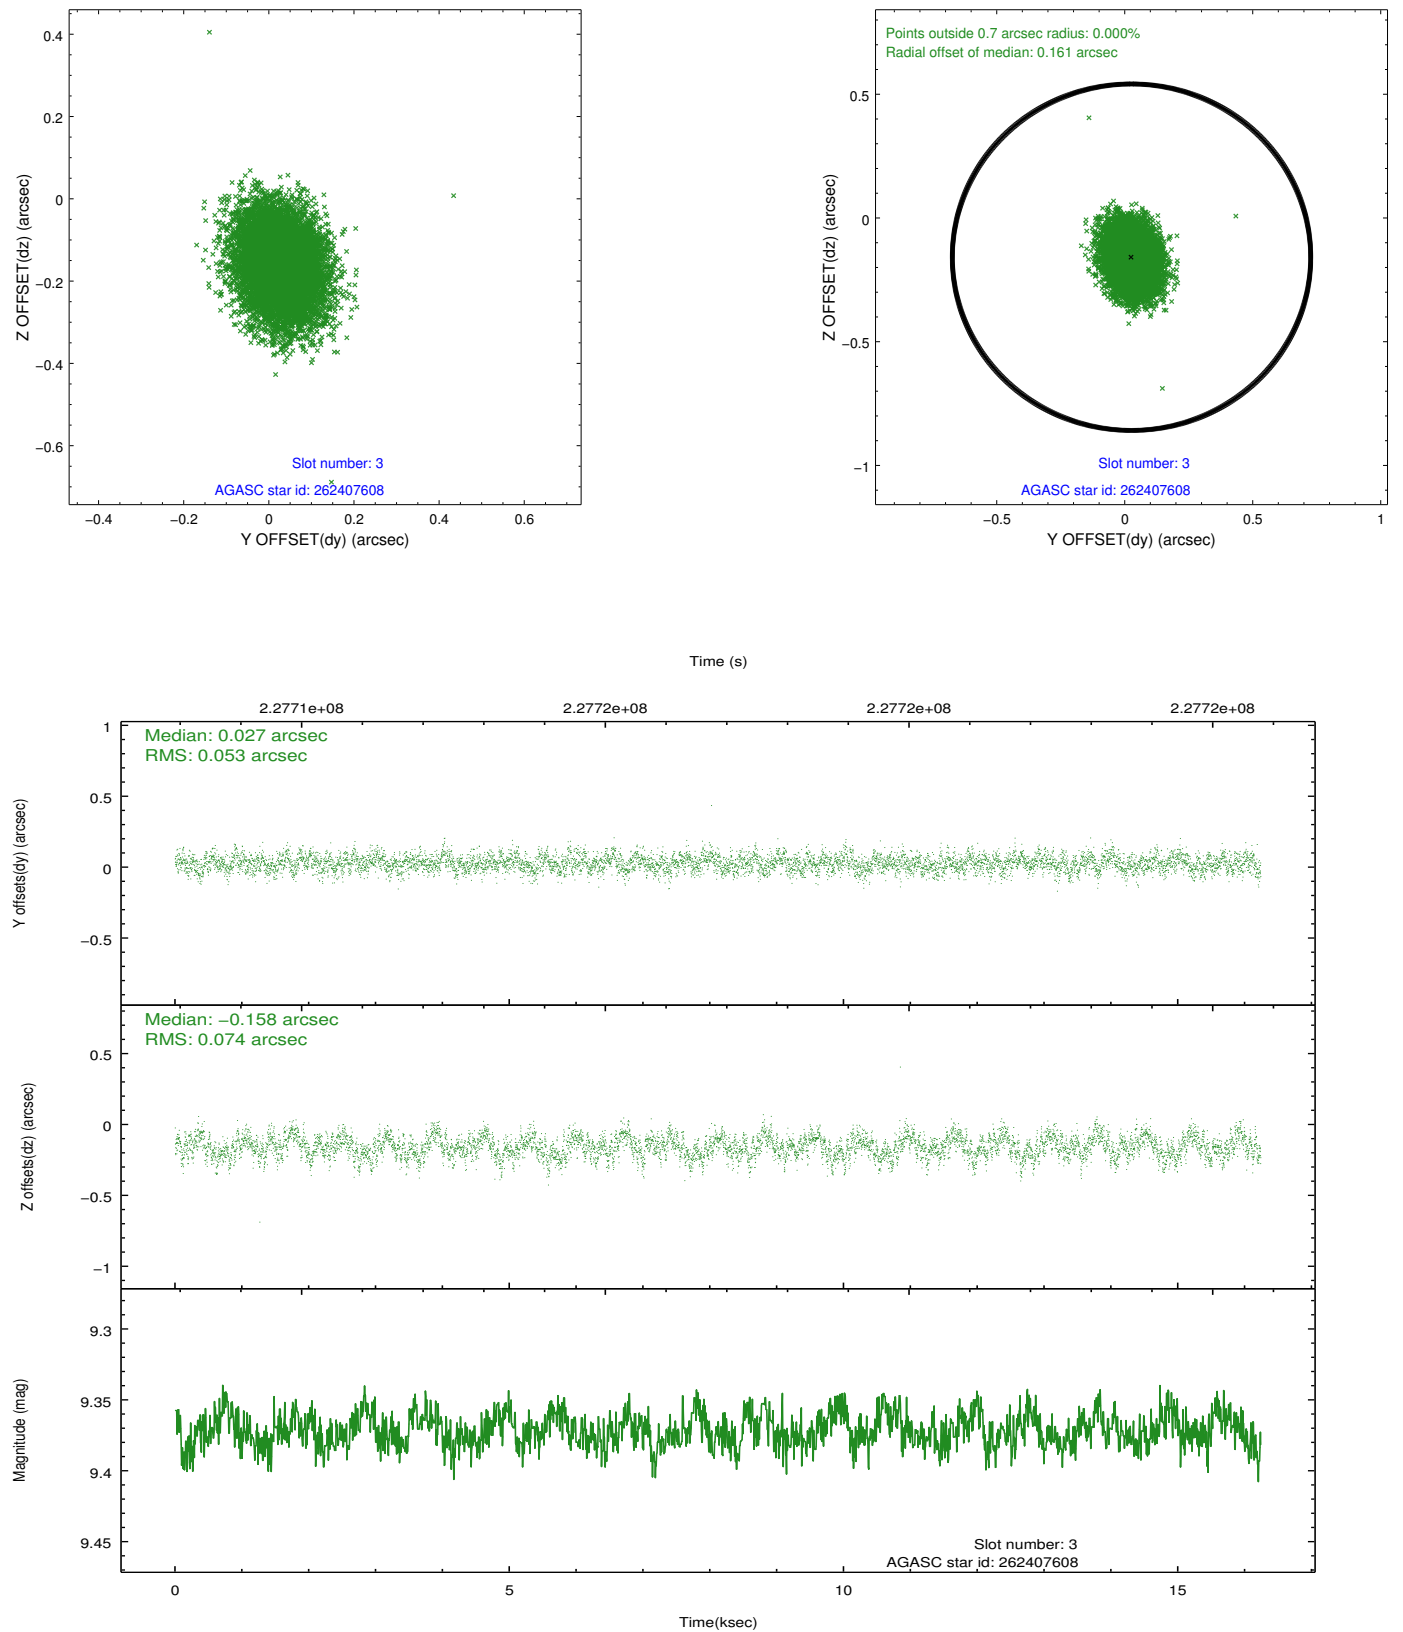 0.4
0.2
0
−0.2
−0.4
−0.6
Z OFFSET(dz) (arcsec)
Slot number: 3
AGASC star id: 262407608
−0.4
−0.2
0
0.2
0.4
0.6
Y OFFSET(dy) (arcsec)
Points outside 0.7 arcsec radius: 0.000%
Radial offset of median: 0.161 arcsec
0.5
0
−0.5
−1
Z OFFSET(dz) (arcsec)
Slot number: 3
AGASC star id: 262407608
−0.5
0
0.5
1
Y OFFSET(dy) (arcsec)
Time (s)
2.2771e+08
2.2772e+08
2.2772e+08
2.2772e+08
Median: 0.027 arcsec
RMS: 0.053 arcsec
1
0.5
0
−0.5
Y offsets(dy) (arcsec)
Median: −0.158 arcsec
RMS: 0.074 arcsec
0.5
0
−0.5
−1
Z offsets(dz) (arcsec)
9.3
9.35
9.4
9.45
Magnitude (mag)
Slot number: 3
AGASC star id: 262407608
0
5
10
15
Time(ksec)